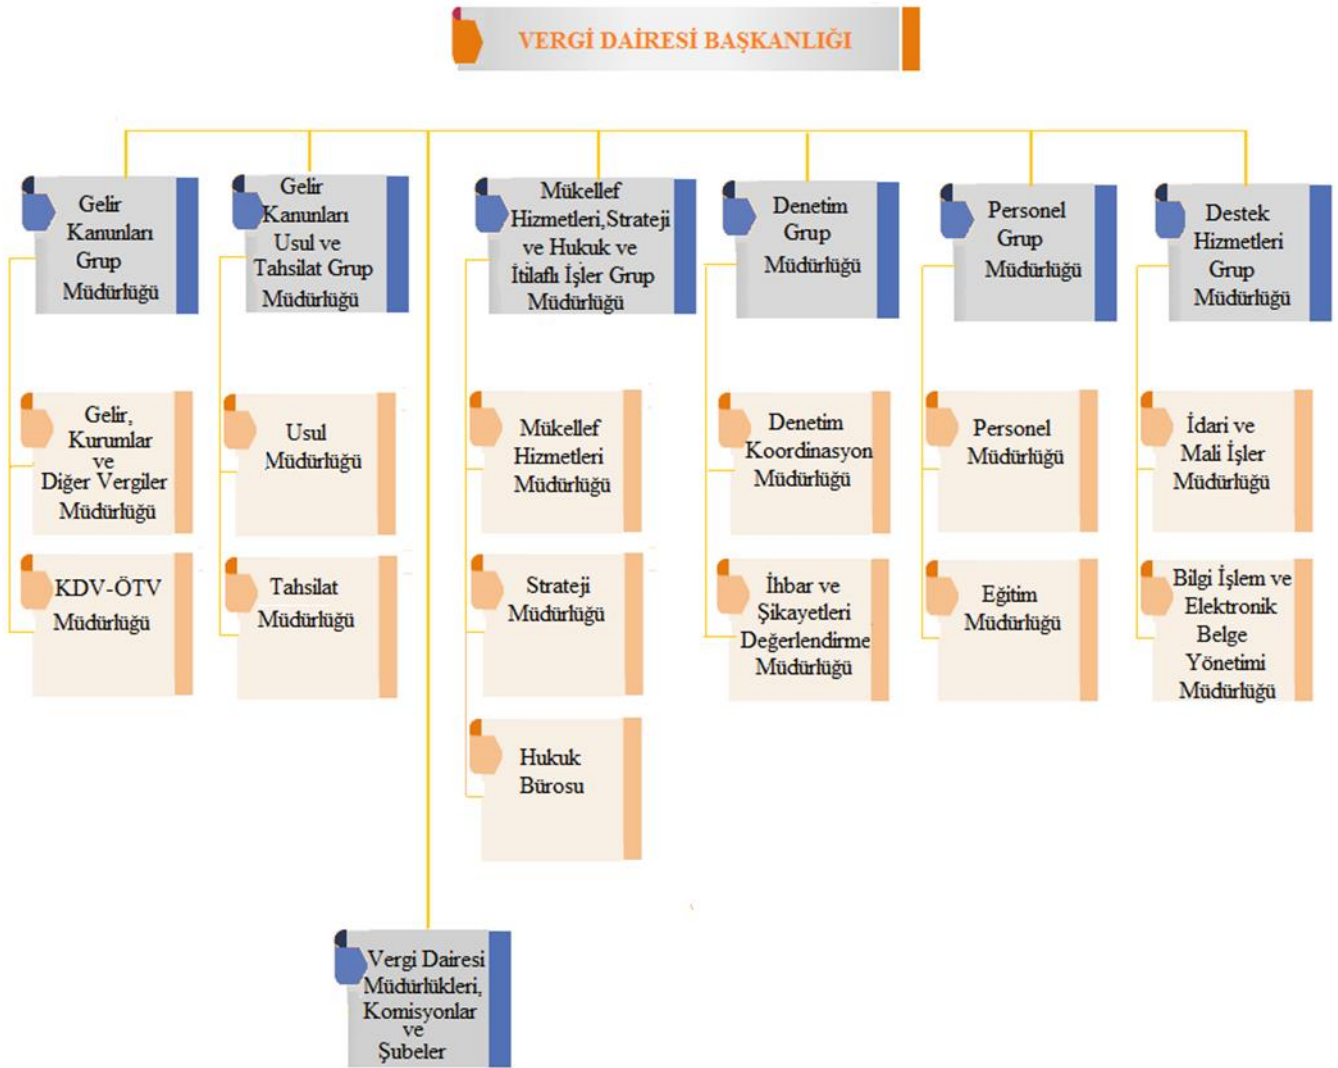 VERGİ DAİRESİ BAŞKANLIĞI
Gelir
Kanunları
Grup
Müdürlüğü
Gelir
Kanunları
Usul ve
Tahsilat Grup
Müdürlüğü
Mükellef
Hizmetleri,Strateji
ve Hukuk ve
İtilaflı İşler Grup
Müdürlüğü
Denetim
Grup
Müdürlüğü
Personel
Grup
Müdürlüğü
Destek
Hizmetleri
Grup
Müdürlüğü
Gelir,
Kurumlar
ve
Diğer Vergiler
Müdürlüğü
Usul
Müdürlüğü
Mükellef
Hizmetleri
Müdürlüğü
Denetim
Koordinasyon
Müdürlüğü
Personel
Müdürlüğü
İdari ve
Mali İşler
Müdürlüğü
KDV-ÖTV
Müdürlüğü
Tahsilat
Müdürlüğü
Strateji
Müdürlüğü
İhbar ve
Şikayetleri
Değerlendirme
Müdürlüğü
Eğitim
Müdürlüğü
Bilgi İşlem ve
Elektronik
Belge
Yönetimi
Müdürlüğü
Hukuk
Bürosu
Vergi Dairesi
Müdürlükleri,
Komisyonlar
ve
Şubeler